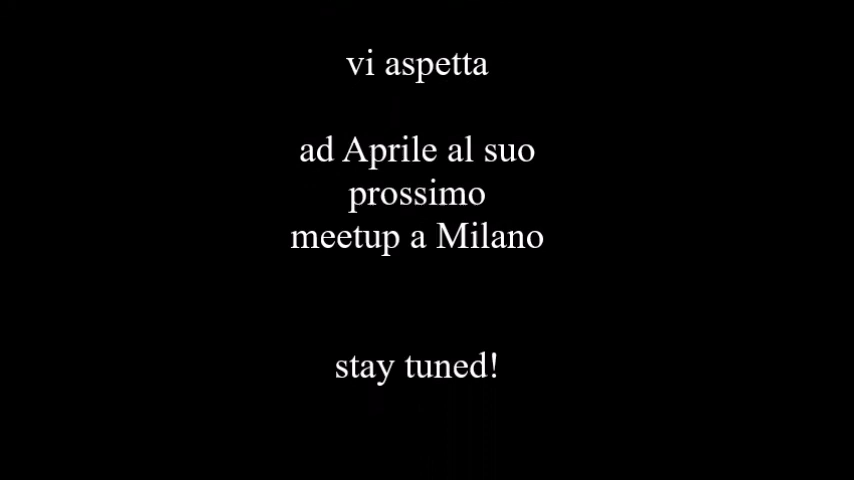 vi aspetta
ad Aprile al suo
prossimo
meetup a Milano
stay tuned!